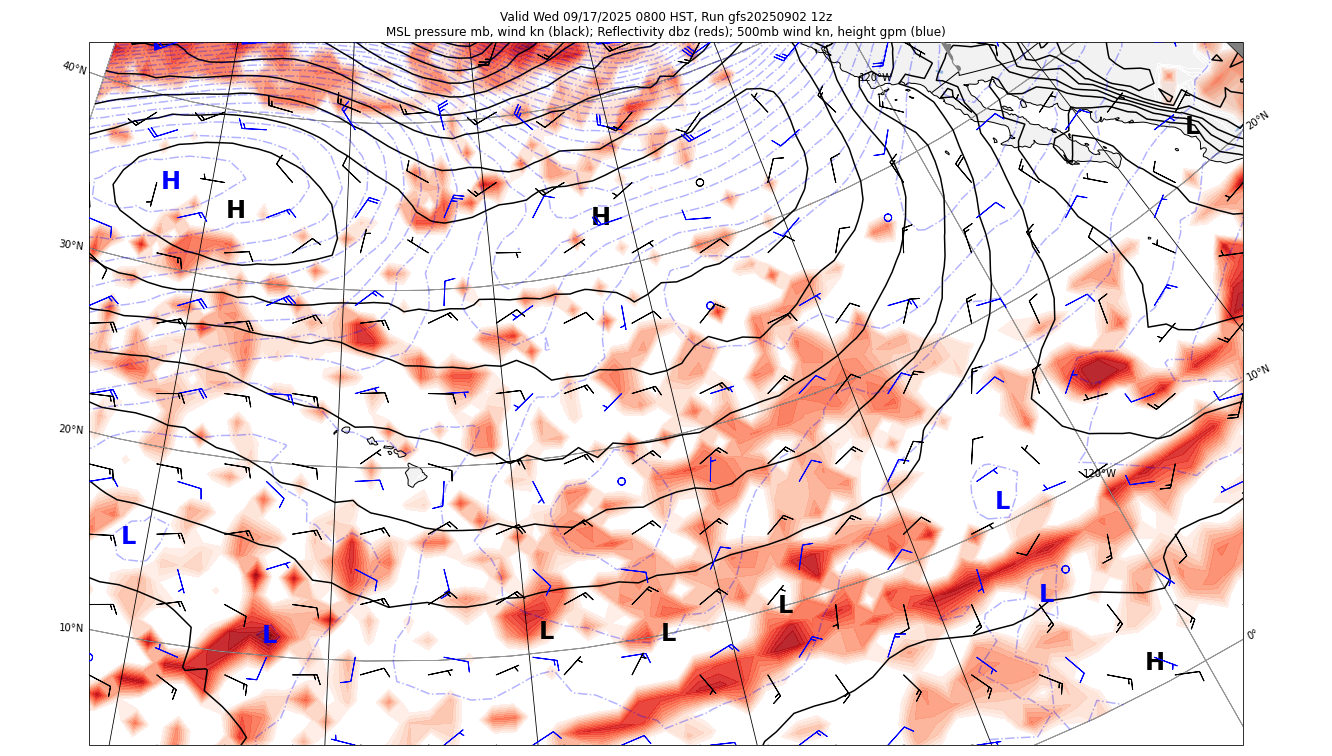 Valid Wed 09/17/2025 0800 HST, Run gfs20250902 12z
MSL pressure mb, wind kn (black); Reflectivity dbz (reds); 500mb wind kn, height gpm (blue)
40°N
120°W
20°N
L
H
H
H
30°N
10°N
20°N
120°W
L
L
L
L
10°N
L
L
L
L
0°
H